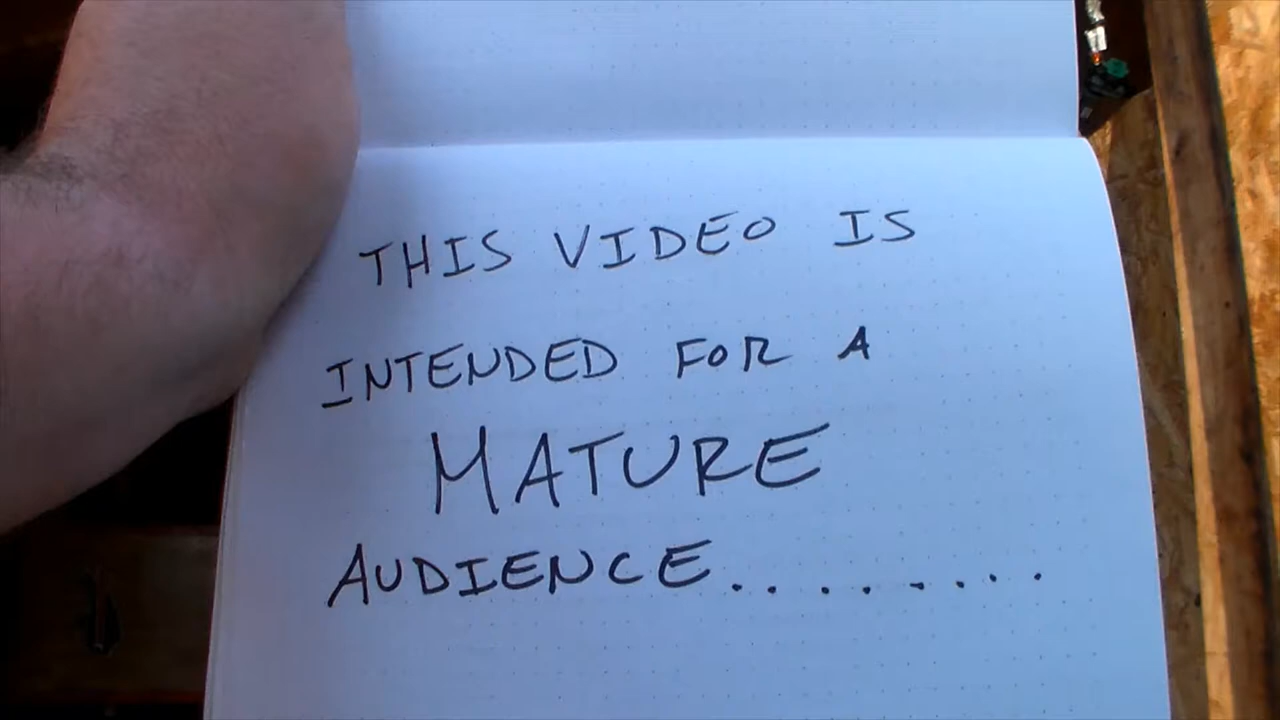 THIS VIDEO IS
INTENDED FOR A
MATURE
AUDIENCE.........